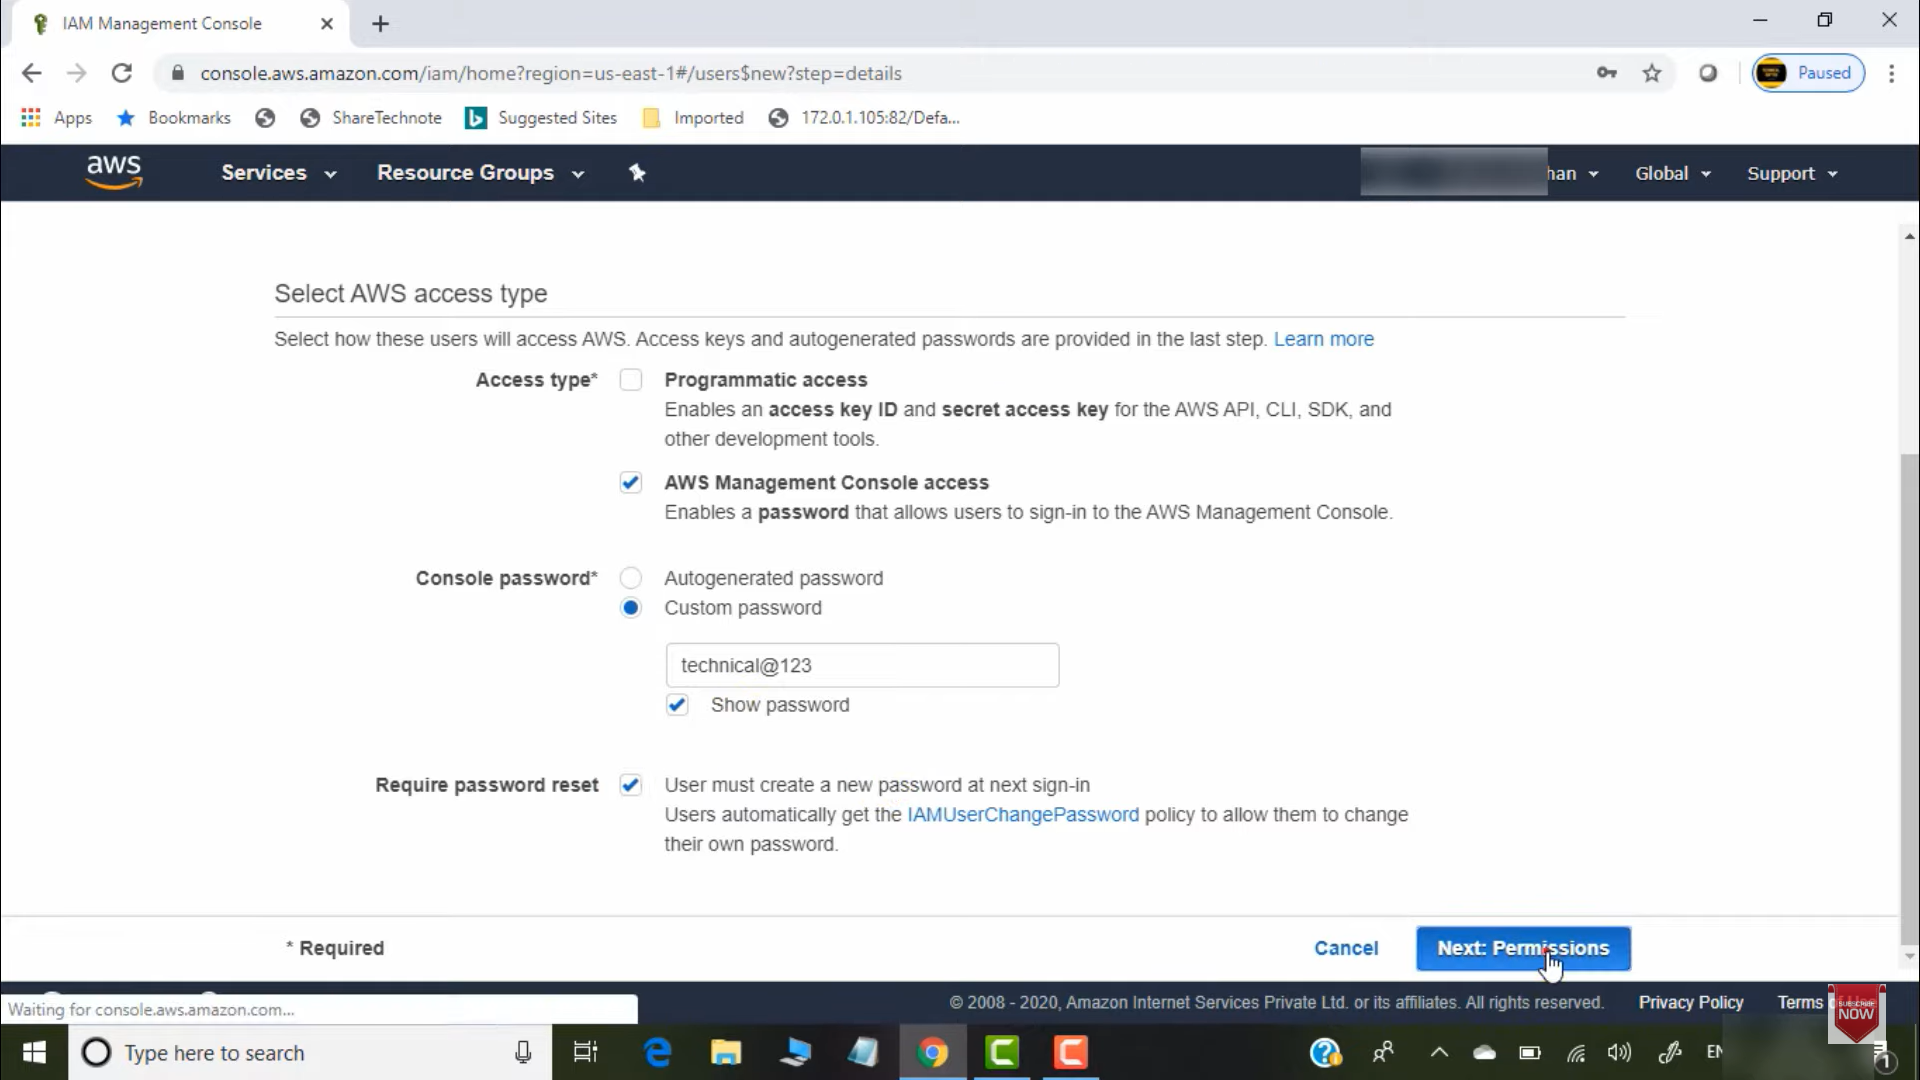 IAM Management Console
console.aws.amazon.com/iam/home?region=us-east-1#/users$new?step=details
Paused
Apps
Bookmarks
ShareTechnote
Suggested Sites
Imported
172.0.1.105:82/Defa...
aws
Services
Resource Groups
han
Global
Support
Select AWS access type
Select how these users will access AWS. Access keys and autogenerated passwords are provided in the last step. Learn more
Access type*
Programmatic access
Enables an access key ID and secret access key for the AWS API, CLI, SDK, and
other development tools.
AWS Management Console access
Enables a password that allows users to sign-in to the AWS Management Console.
Console password*
Autogenerated password
Custom password
technical@123
Show password
Require password reset
User must create a new password at next sign-in
Users automatically get the IAMUserChangePassword policy to allow them to change
their own password.
* Required
Cancel
Next: Permissions
Waiting for console.aws.amazon.com...
© 2008 - 2020, Amazon Internet Services Private Ltd. or its affiliates. All rights reserved.
Privacy Policy
Terms
SUBSCRIBE
NOW
Type here to search
1